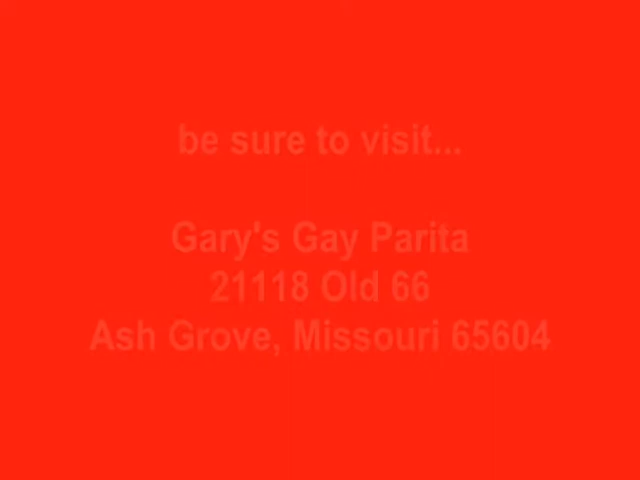 be sure to visit...
Gary's Gay Parita
21118 Old 66
Ash Grove, Missouri 65604